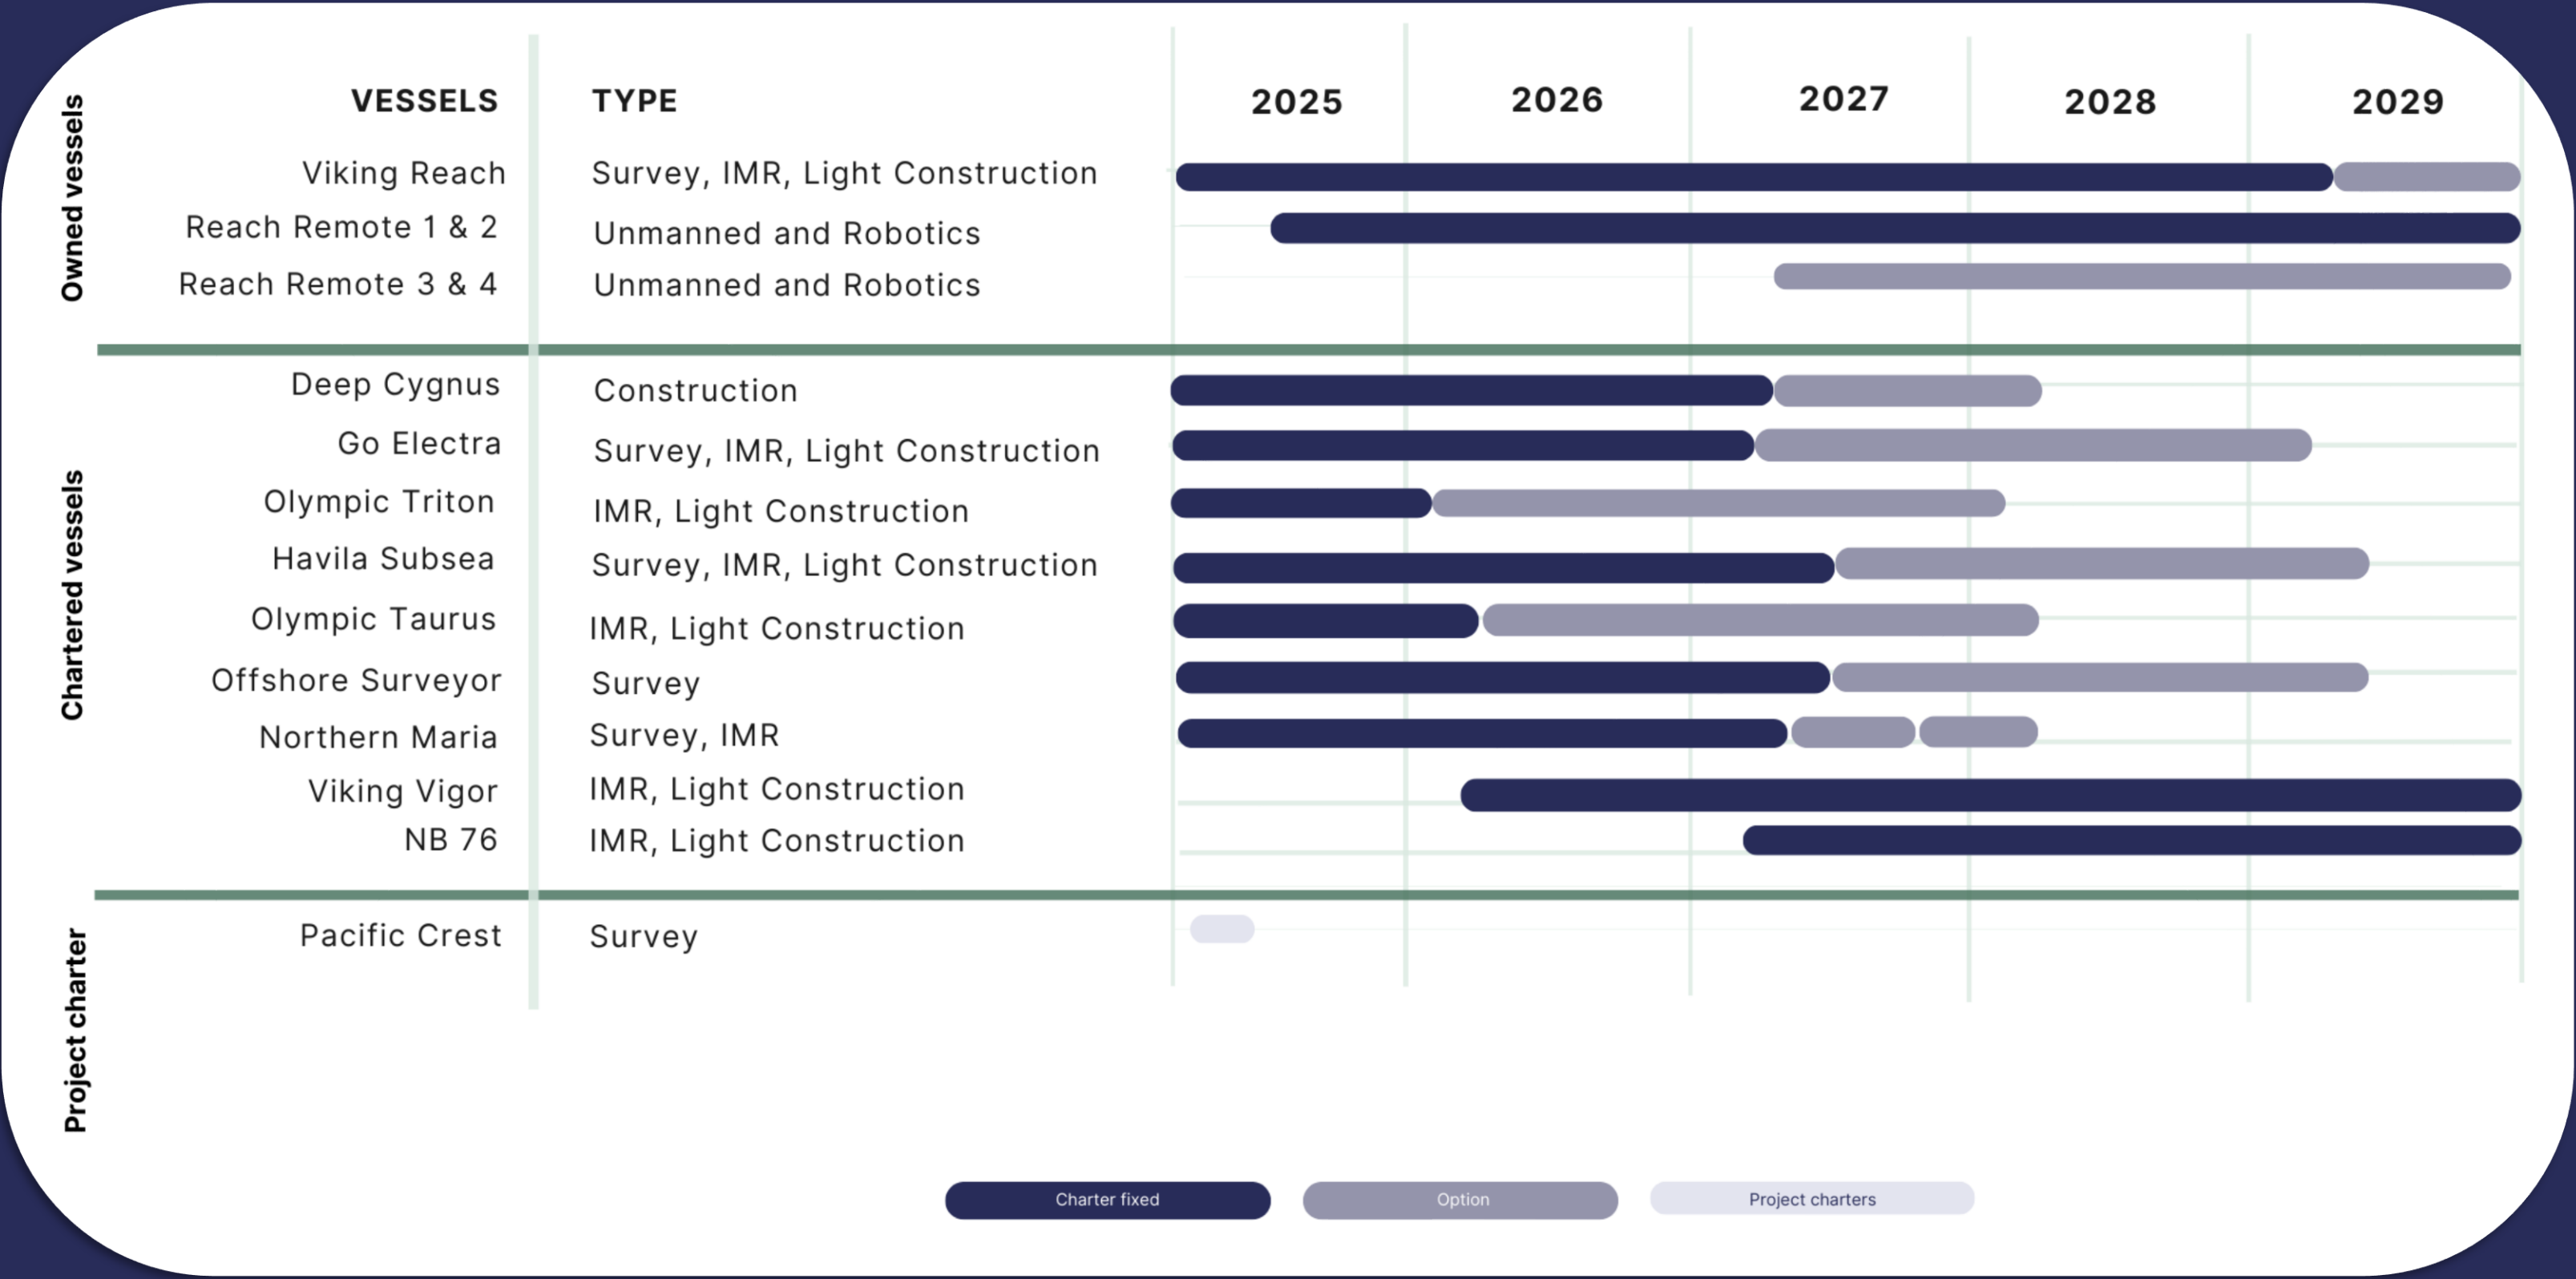 VESSELS TYPE 2025 2026 2027 2028 2029
Owned vessels
Viking Reach Survey, IMR, Light Construction
Reach Remote 1 & 2 Unmanned and Robotics
Reach Remote 3 & 4 Unmanned and Robotics
Chartered vessels
Deep Cygnus Construction
Go Electra Survey, IMR, Light Construction
Olympic Triton IMR, Light Construction
Havila Subsea Survey, IMR, Light Construction
Olympic Taurus IMR, Light Construction
Offshore Surveyor Survey
Northern Maria Survey, IMR
Viking Vigor IMR, Light Construction
NB 76 IMR, Light Construction
Project charter
Pacific Crest Survey
Charter fixed Option Project charters